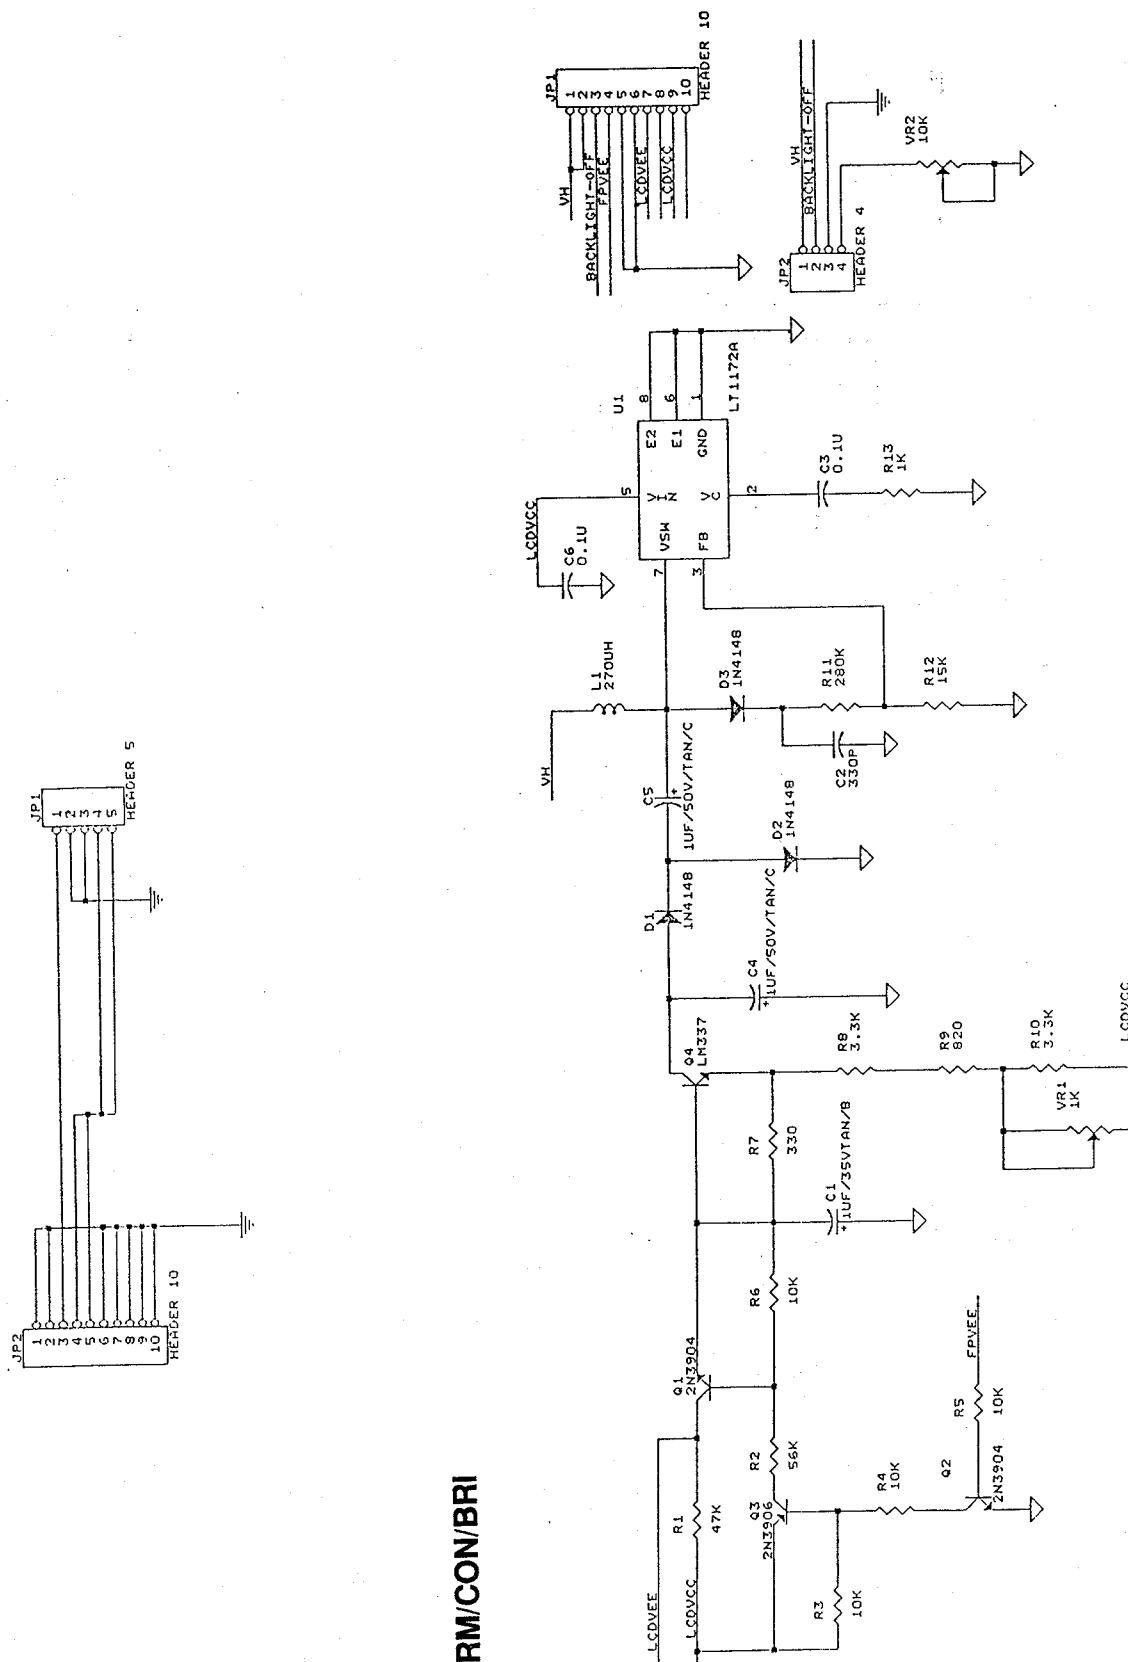 JP1
1
2
3
4
5
6
7
8
9
10
HEADER 10
VH
BACKLIGHT-OFF
FPVEE
LCDVEE
LCDVCC
JP2
1
2
3
4
HEADER 4
VH
BACKLIGHT-OFF
VR2
10K
U1
LT1172A
E2
8
E1
6
GND
1
VIN
5
VC
2
VSW
7
FB
3
LCDVCC
C6
0.1U
C3
0.1U
R13
1K
L1
270UH
VH
D3
1N4148
R11
280K
R12
15K
C2
330P
C5
+
1UF/50V/TAN/C
D2
1N4148
D1
1N4148
C4
+
1UF/50V/TAN/C
Q4
LM337
R8
3.3K
R9
820
R10
3.3K
LCDVCC
VR1
1K
R7
330
C1
+
1UF/35VTAN/B
R6
10K
Q1
2N3904
R2
56K
R1
47K
Q3
2N3906
R4
10K
Q2
2N3904
R5
10K
FPVEE
R3
10K
LCDVEE
LCDVCC
JP1
1
2
3
4
5
HEADER 5
JP2
1
2
3
4
5
6
7
8
9
10
HEADER 10
RM/CON/BRI